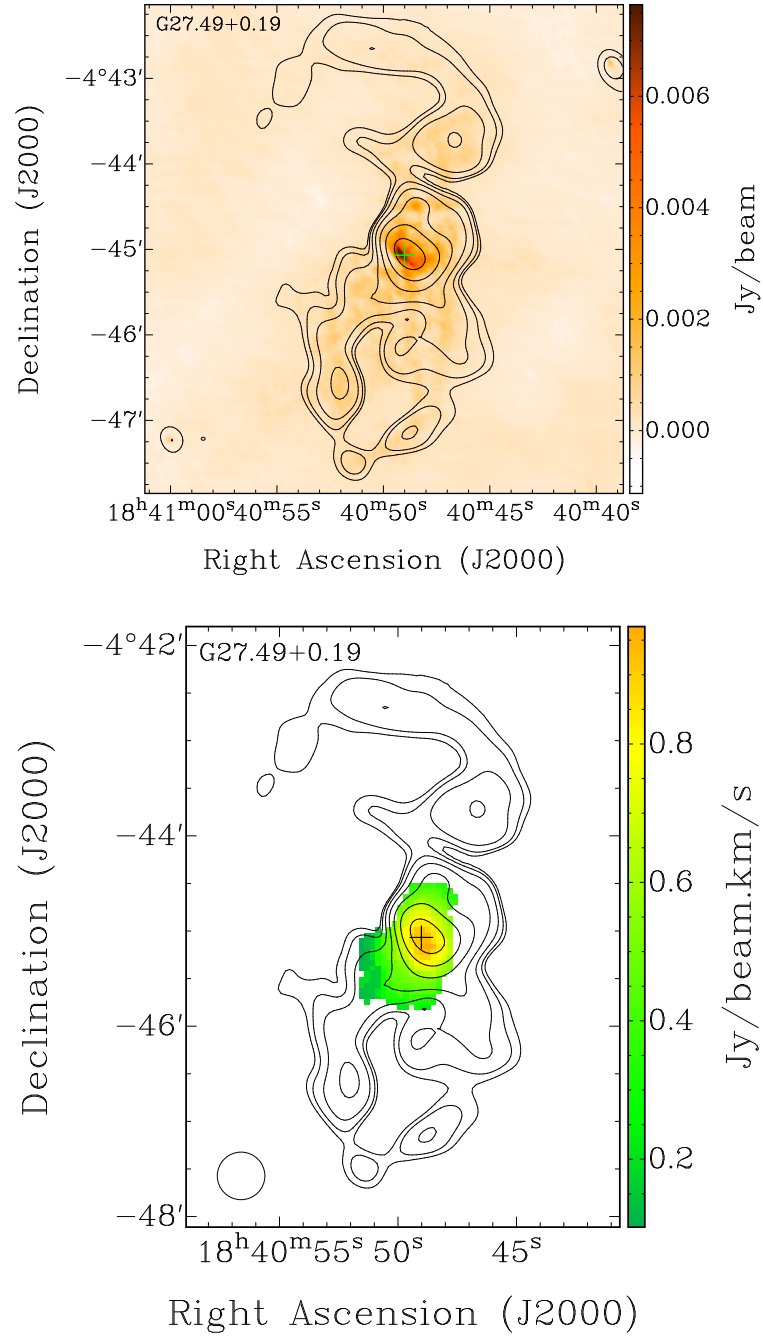 G27.49+0.19
−4°43′
−44′
−45′
−46′
−47′
Declination (J2000)
0.006
0.004
0.002
0.000
Jy/beam
18ʰ41ᵐ00ˢ 40ᵐ55ˢ 40ᵐ50ˢ 40ᵐ45ˢ 40ᵐ40ˢ
Right Ascension (J2000)
G27.49+0.19
−4°42′
−44′
−46′
−48′
Declination (J2000)
0.8
0.6
0.4
0.2
Jy/beam.km/s
18ʰ40ᵐ55ˢ 50ˢ 45ˢ
Right Ascension (J2000)